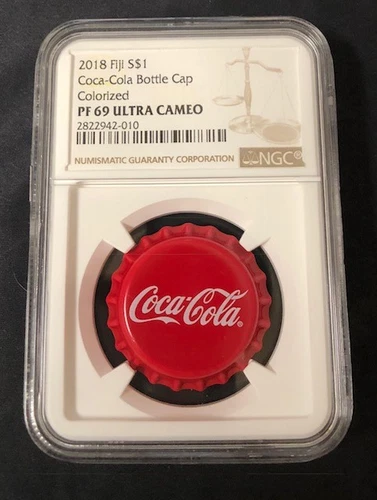 2018 Fiji S$1
Coca-Cola Bottle Cap
Colorized
PF 69 ULTRA CAMEO
2822942-010
NUMISMATIC GUARANTY CORPORATION
NGC®
Coca-Cola®